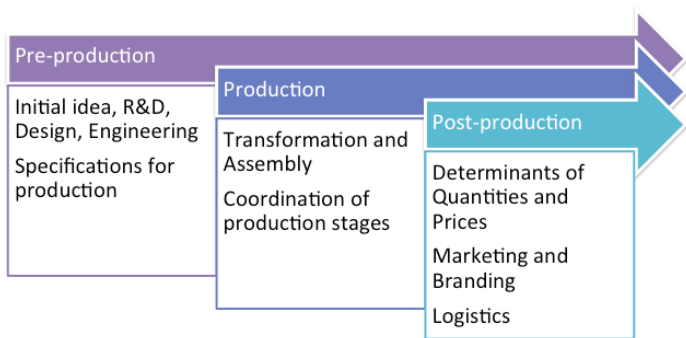 Pre-production
Initial idea, R&D,
Design, Engineering
Specifications for
production
Production
Transformation and
Assembly
Coordination of
production stages
Post-production
Determinants of
Quantities and
Prices
Marketing and
Branding
Logistics